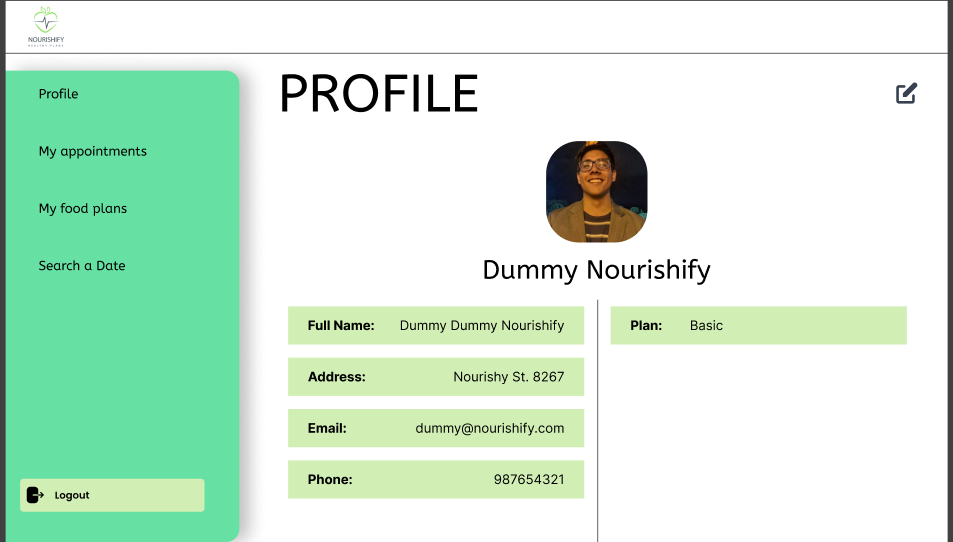 NOURISHIFY
HEALTHY PLANS
Profile
My appointments
My food plans
Search a Date
Logout
PROFILE
Dummy Nourishify
Full Name: Dummy Dummy Nourishify
Address: Nourishy St. 8267
Email: dummy@nourishify.com
Phone: 987654321
Plan: Basic